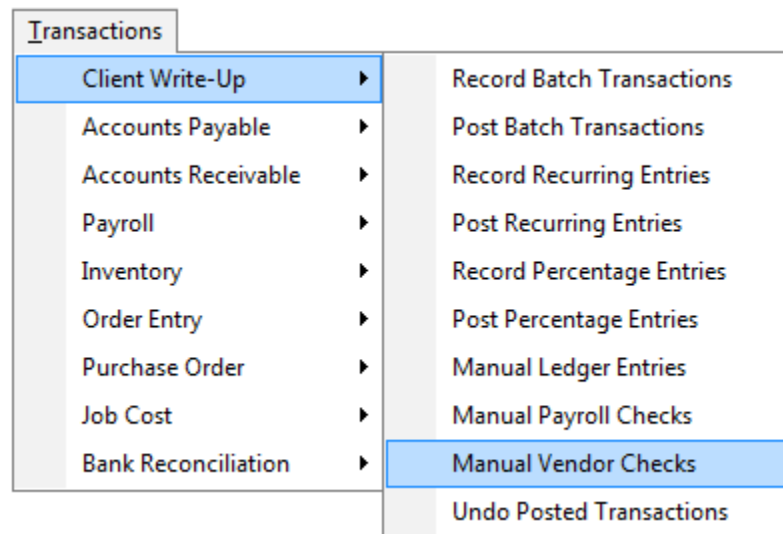 Transactions
Client Write-Up
Accounts Payable
Accounts Receivable
Payroll
Inventory
Order Entry
Purchase Order
Job Cost
Bank Reconciliation
Record Batch Transactions
Post Batch Transactions
Record Recurring Entries
Post Recurring Entries
Record Percentage Entries
Post Percentage Entries
Manual Ledger Entries
Manual Payroll Checks
Manual Vendor Checks
Undo Posted Transactions